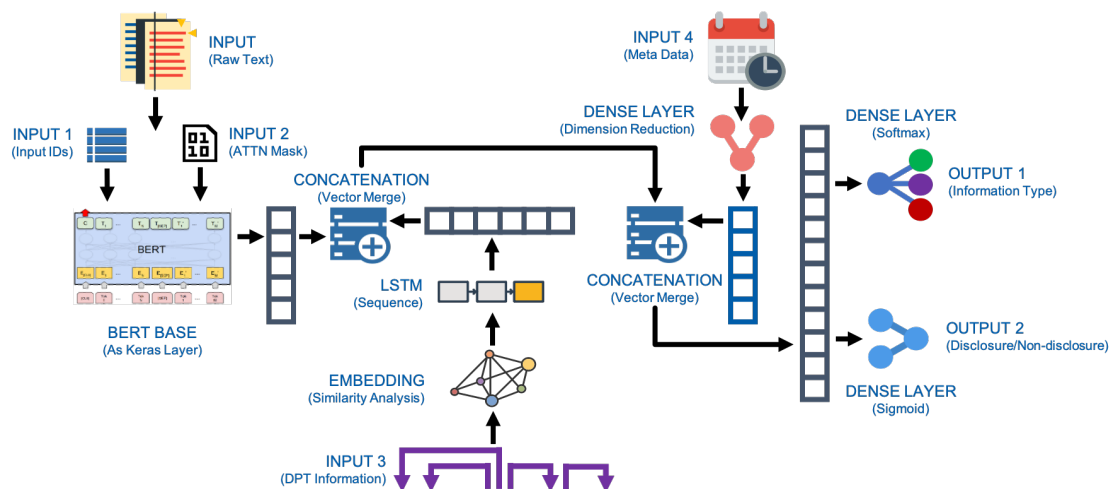 INPUT
(Raw Text)
INPUT 4
(Meta Data)
INPUT 1
(Input IDs)
INPUT 2
(ATTN Mask)
01
10
DENSE LAYER
(Dimension Reduction)
DENSE LAYER
(Softmax)
OUTPUT 1
(Information Type)
CONCATENATION
(Vector Merge)
BERT
BERT BASE
(As Keras Layer)
LSTM
(Sequence)
CONCATENATION
(Vector Merge)
OUTPUT 2
(Disclosure/Non-disclosure)
DENSE LAYER
(Sigmoid)
EMBEDDING
(Similarity Analysis)
INPUT 3
(DPT Information)